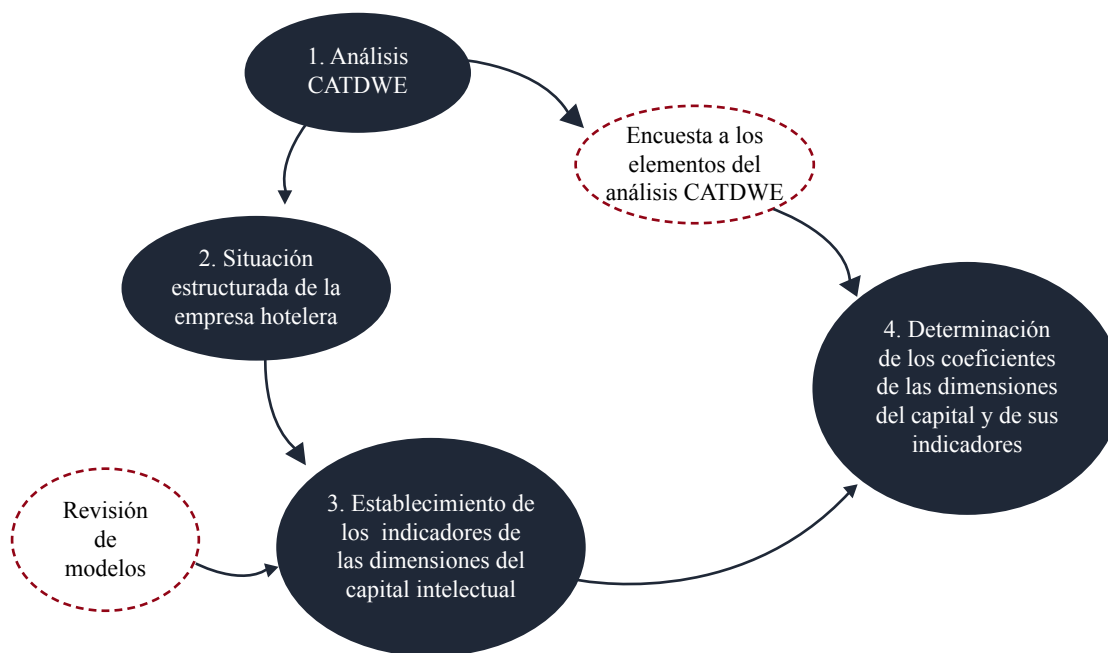 1. Análisis
CATDWE
Encuesta a los
elementos del
análisis CATDWE
2. Situación
estructurada de la
empresa hotelera
4. Determinación
de los coeficientes
de las dimensiones
del capital y de sus
indicadores
Revisión
de
modelos
3. Establecimiento de
los indicadores de
las dimensiones del
capital intelectual